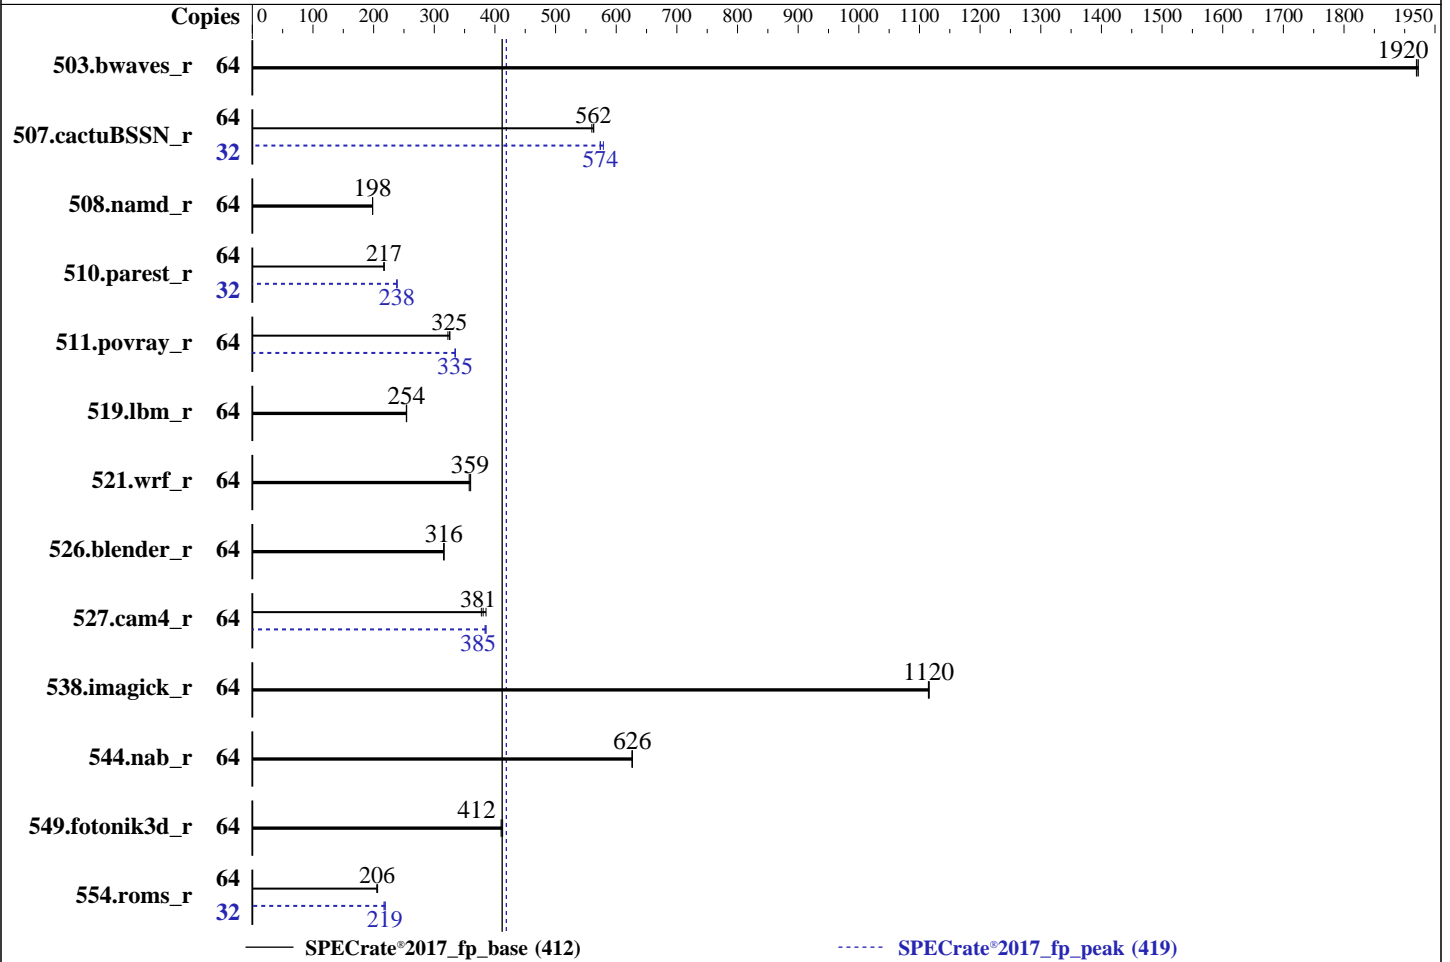 Copies 0 100 200 300 400 500 600 700 800 900 1000 1100 1200 1300 1400 1500 1600 1700 1800 1950
503.bwaves_r 64 1920
507.cactuBSSN_r 64 562
32 574
508.namd_r 64 198
510.parest_r 64 217
32 238
511.povray_r 64 325
335
519.lbm_r 64 254
521.wrf_r 64 359
526.blender_r 64 316
527.cam4_r 64 381
385
538.imagick_r 64 1120
544.nab_r 64 626
549.fotonik3d_r 64 412
554.roms_r 64 206
32 219
SPECrate®2017_fp_base (412) SPECrate®2017_fp_peak (419)